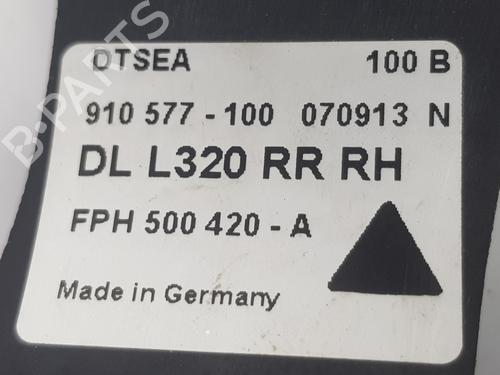 OTSEA 100 B
910 577 - 100 070913 N
DL L320 RR RH
FPH 500 420 - A
Made in Germany
B-PARTS